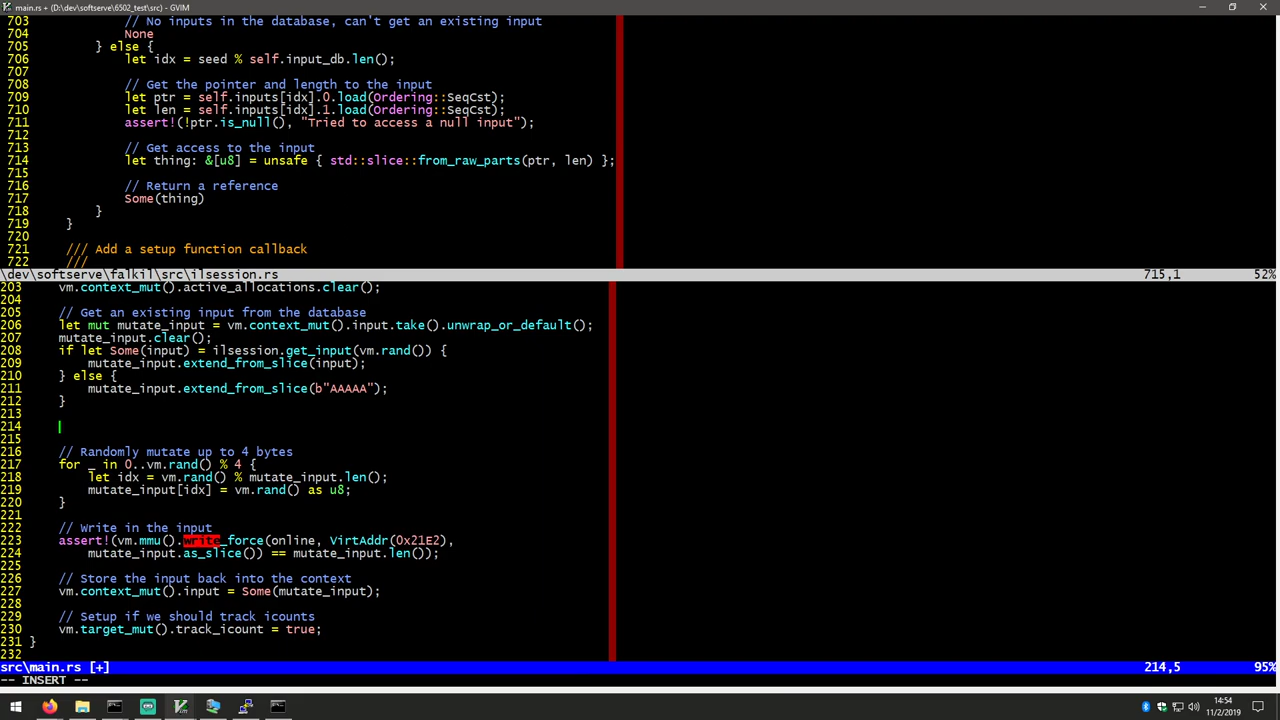 main.rs + (D:\dev\softserve\6502_test\src) - GVIM
703             // No inputs in the database, can't get an existing input
704             None
705         } else {
706             let idx = seed % self.input_db.len();
707
708             // Get the pointer and length to the input
709             let ptr = self.inputs[idx].0.load(Ordering::SeqCst);
710             let len = self.inputs[idx].1.load(Ordering::SeqCst);
711             assert!(!ptr.is_null(), "Tried to access a null input");
712
713             // Get access to the input
714             let thing: &[u8] = unsafe { std::slice::from_raw_parts(ptr, len) };
715
716             // Return a reference
717             Some(thing)
718         }
719     }
720
721     /// Add a setup function callback
722     ///
\dev\softserve\falkil\src\ilsession.rs 715,1 52%
203     vm.context_mut().active_allocations.clear();
204
205     // Get an existing input from the database
206     let mut mutate_input = vm.context_mut().input.take().unwrap_or_default();
207     mutate_input.clear();
208     if let Some(input) = ilsession.get_input(vm.rand()) {
209         mutate_input.extend_from_slice(input);
210     } else {
211         mutate_input.extend_from_slice(b"AAAAA");
212     }
213
214
215
216     // Randomly mutate up to 4 bytes
217     for _ in 0..vm.rand() % 4 {
218         let idx = vm.rand() % mutate_input.len();
219         mutate_input[idx] = vm.rand() as u8;
220     }
221
222     // Write in the input
223     assert!(vm.mmu().write_force(online, VirtAddr(0x21E2),
224         mutate_input.as_slice()) == mutate_input.len());
225
226     // Store the input back into the context
227     vm.context_mut().input = Some(mutate_input);
228
229     // Setup if we should track icounts
230     vm.target_mut().track_icount = true;
231 }
232
src\main.rs [+] 214,5 95%
-- INSERT --
14:54
11/2/2019